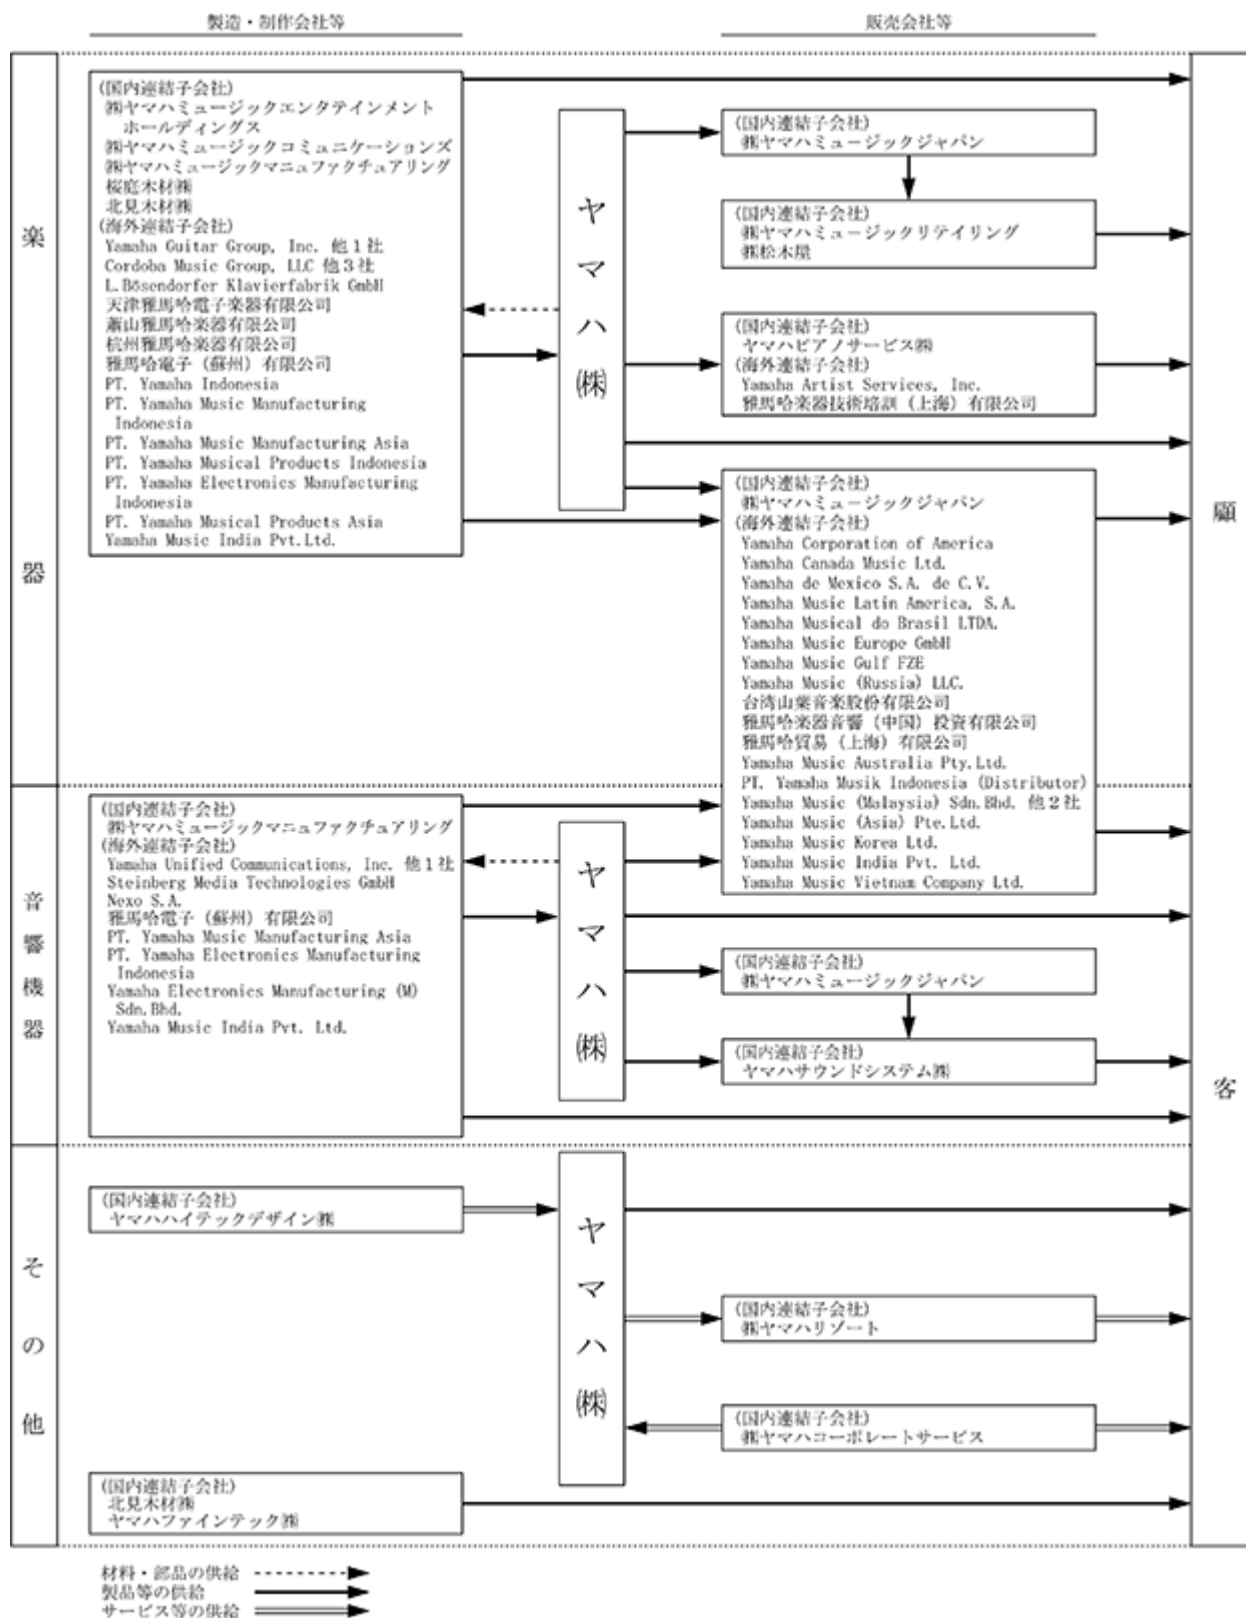 製造・制作会社等
販売会社等
楽器
(国内連結子会社)
㈱ヤマハミュージックエンタテインメント
ホールディングス
㈱ヤマハミュージックコミュニケーションズ
㈱ヤマハミュージックマニュファクチュアリング
桜庭木材㈱
北見木材㈱
(海外連結子会社)
Yamaha Guitar Group, Inc. 他1社
Cordoba Music Group, LLC 他3社
L.Bösendorfer Klavierfabrik GmbH
天津雅馬哈電子楽器有限公司
蕭山雅馬哈楽器有限公司
杭州雅馬哈楽器有限公司
雅馬哈電子（蘇州）有限公司
PT. Yamaha Indonesia
PT. Yamaha Music Manufacturing
Indonesia
PT. Yamaha Music Manufacturing Asia
PT. Yamaha Musical Products Indonesia
PT. Yamaha Electronics Manufacturing
Indonesia
PT. Yamaha Musical Products Asia
Yamaha Music India Pvt.Ltd.
ヤマハ㈱
(国内連結子会社)
㈱ヤマハミュージックジャパン
(国内連結子会社)
㈱ヤマハミュージックリテイリング
㈱松木屋
(国内連結子会社)
ヤマハピアノサービス㈱
(海外連結子会社)
Yamaha Artist Services, Inc.
雅馬哈楽器技術培訓（上海）有限公司
(国内連結子会社)
㈱ヤマハミュージックジャパン
(海外連結子会社)
Yamaha Corporation of America
Yamaha Canada Music Ltd.
Yamaha de Mexico S.A. de C.V.
Yamaha Music Latin America, S.A.
Yamaha Musical do Brasil LTDA.
Yamaha Music Europe GmbH
Yamaha Music Gulf FZE
Yamaha Music (Russia) LLC.
台湾山葉音楽股份有限公司
雅馬哈楽器音響（中国）投資有限公司
雅馬哈貿易（上海）有限公司
Yamaha Music Australia Pty.Ltd.
PT. Yamaha Musik Indonesia (Distributor)
Yamaha Music (Malaysia) Sdn.Bhd. 他2社
Yamaha Music (Asia) Pte.Ltd.
Yamaha Music Korea Ltd.
Yamaha Music India Pvt. Ltd.
Yamaha Music Vietnam Company Ltd.
顧客
音響機器
(国内連結子会社)
㈱ヤマハミュージックマニュファクチュアリング
(海外連結子会社)
Yamaha Unified Communications, Inc. 他1社
Steinberg Media Technologies GmbH
Nexo S.A.
雅馬哈電子（蘇州）有限公司
PT. Yamaha Music Manufacturing Asia
PT. Yamaha Electronics Manufacturing
Indonesia
Yamaha Electronics Manufacturing (M)
Sdn.Bhd.
Yamaha Music India Pvt. Ltd.
ヤマハ㈱
(国内連結子会社)
㈱ヤマハミュージックジャパン
(国内連結子会社)
ヤマハサウンドシステム㈱
その他
(国内連結子会社)
ヤマハハイテックデザイン㈱
ヤマハ㈱
(国内連結子会社)
㈱ヤマハリゾート
(国内連結子会社)
㈱ヤマハコーポレートサービス
(国内連結子会社)
北見木材㈱
ヤマハファインテック㈱
材料・部品の供給
製品等の供給
サービス等の供給